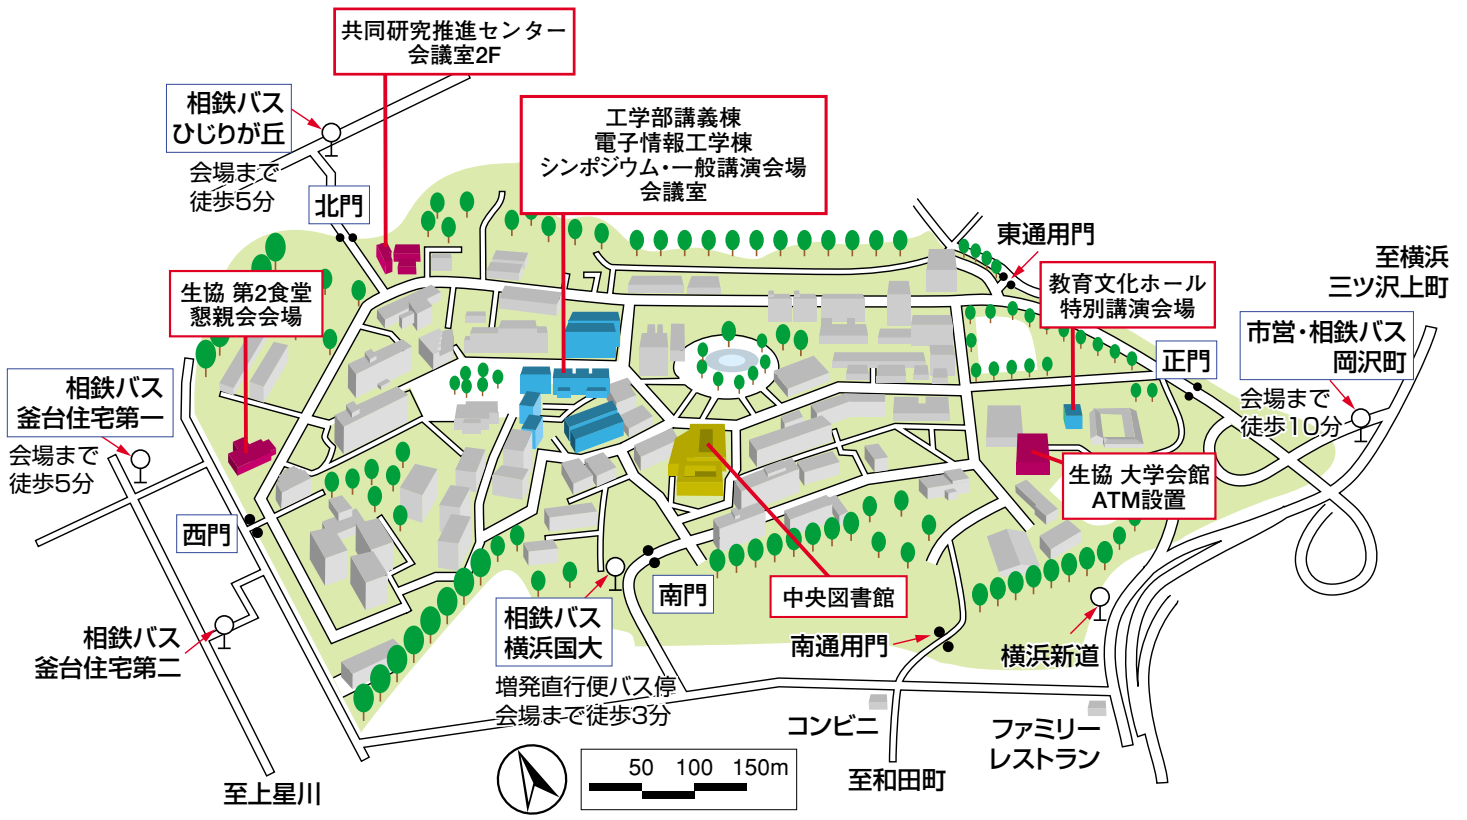 共同研究推進センター
会議室2F
相鉄バス
ひじりが丘
会場まで
徒歩5分
北門
工学部講義棟
電子情報工学棟
シンポジウム・一般講演会場
会議室
東通用門
至横浜
三ツ沢上町
生協 第2食堂
懇親会会場
教育文化ホール
特別講演会場
市営・相鉄バス
岡沢町
会場まで
徒歩10分
正門
相鉄バス
釜台住宅第一
会場まで
徒歩5分
生協 大学会館
ATM設置
西門
南門
中央図書館
相鉄バス
横浜国大
増発直行便バス停
会場まで徒歩3分
相鉄バス
釜台住宅第二
南通用門
横浜新道
コンビニ
ファミリー
レストラン
至上星川
50 100 150m
至和田町